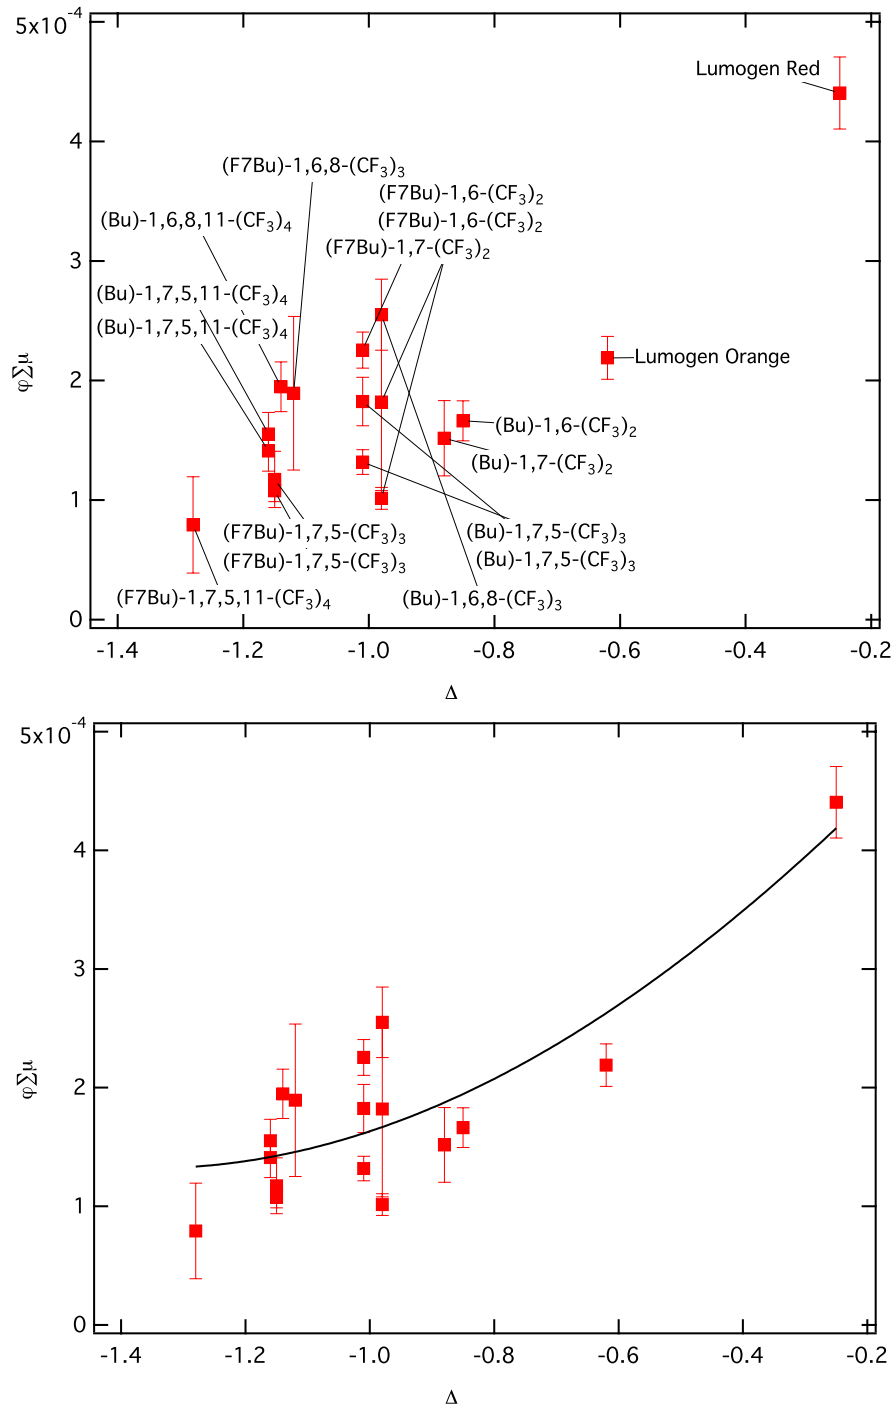 5x10⁻⁴
Lumogen Red
4
(F7Bu)-1,6,8-(CF₃)₃
(F7Bu)-1,6-(CF₃)₂
(Bu)-1,6,8,11-(CF₃)₄
(F7Bu)-1,6-(CF₃)₂
(F7Bu)-1,7-(CF₃)₂
3
(Bu)-1,7,5,11-(CF₃)₄
(Bu)-1,7,5,11-(CF₃)₄
Lumogen Orange
φΣμ
2
(Bu)-1,6-(CF₃)₂
(Bu)-1,7-(CF₃)₂
1
(F7Bu)-1,7,5-(CF₃)₃
(Bu)-1,7,5-(CF₃)₃
(F7Bu)-1,7,5-(CF₃)₃
(Bu)-1,7,5-(CF₃)₃
(F7Bu)-1,7,5,11-(CF₃)₄
(Bu)-1,6,8-(CF₃)₃
0
-1.4 -1.2 -1.0 -0.8 -0.6 -0.4 -0.2
Δ
5x10⁻⁴
4
3
φΣμ
2
1
0
-1.4 -1.2 -1.0 -0.8 -0.6 -0.4 -0.2
Δ